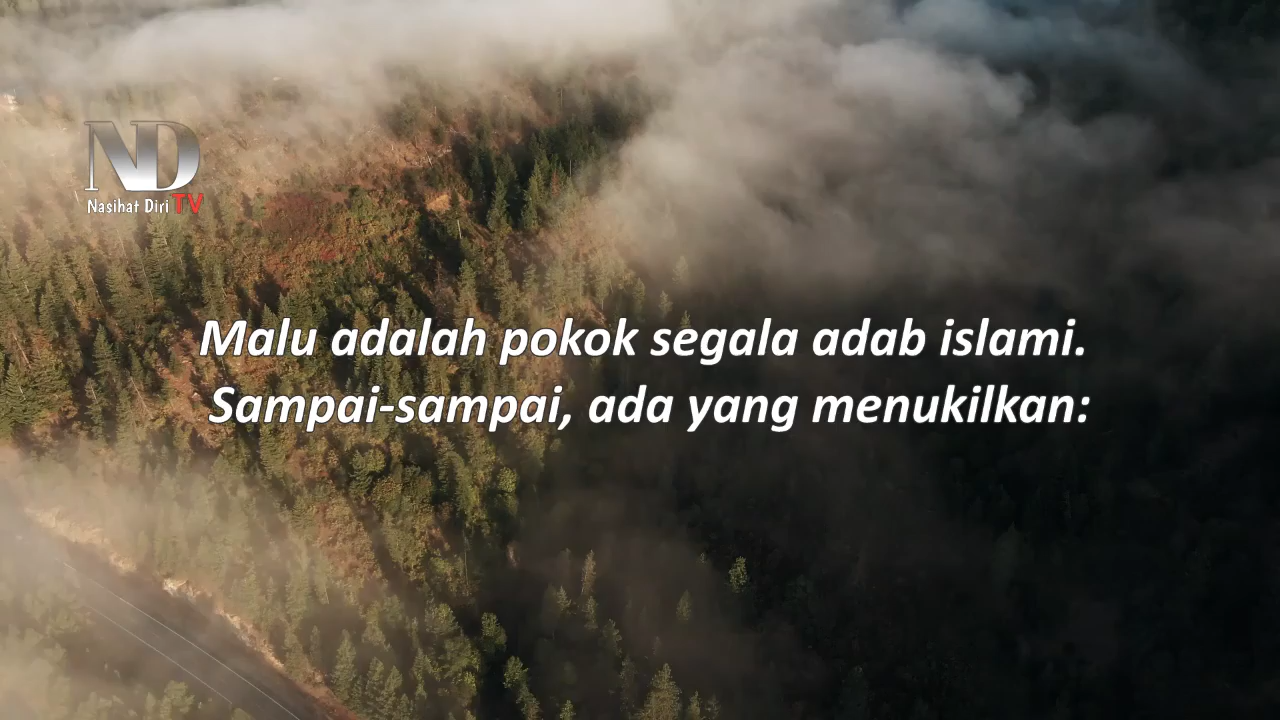 ND
Nasihat Diri TV
Malu adalah pokok segala adab islami.
Sampai-sampai, ada yang menukilkan: